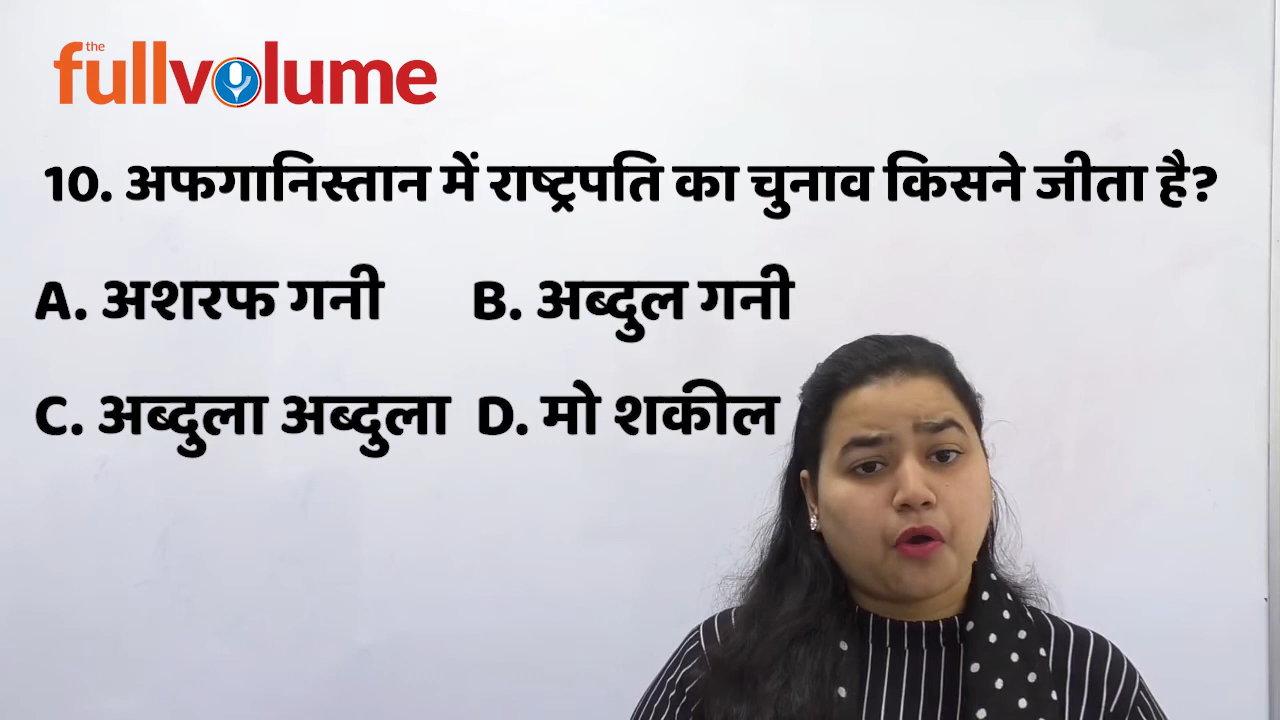 the
fullvolume
10. अफगानिस्तान में राष्ट्रपति का चुनाव किसने जीता है?
A. अशरफ गनी B. अब्दुल गनी
C. अब्दुला अब्दुला D. मो शकील